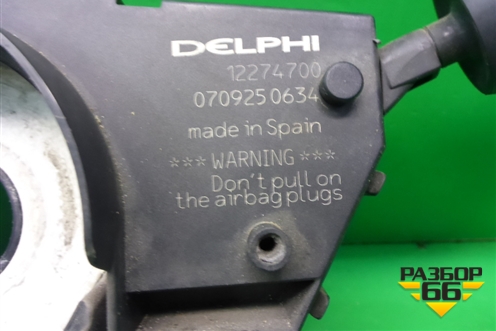 DELPHI
12274700
070925 0634
made in Spain
*** WARNING ***
Don't pull on
the airbag plugs
РАЗБОР
66